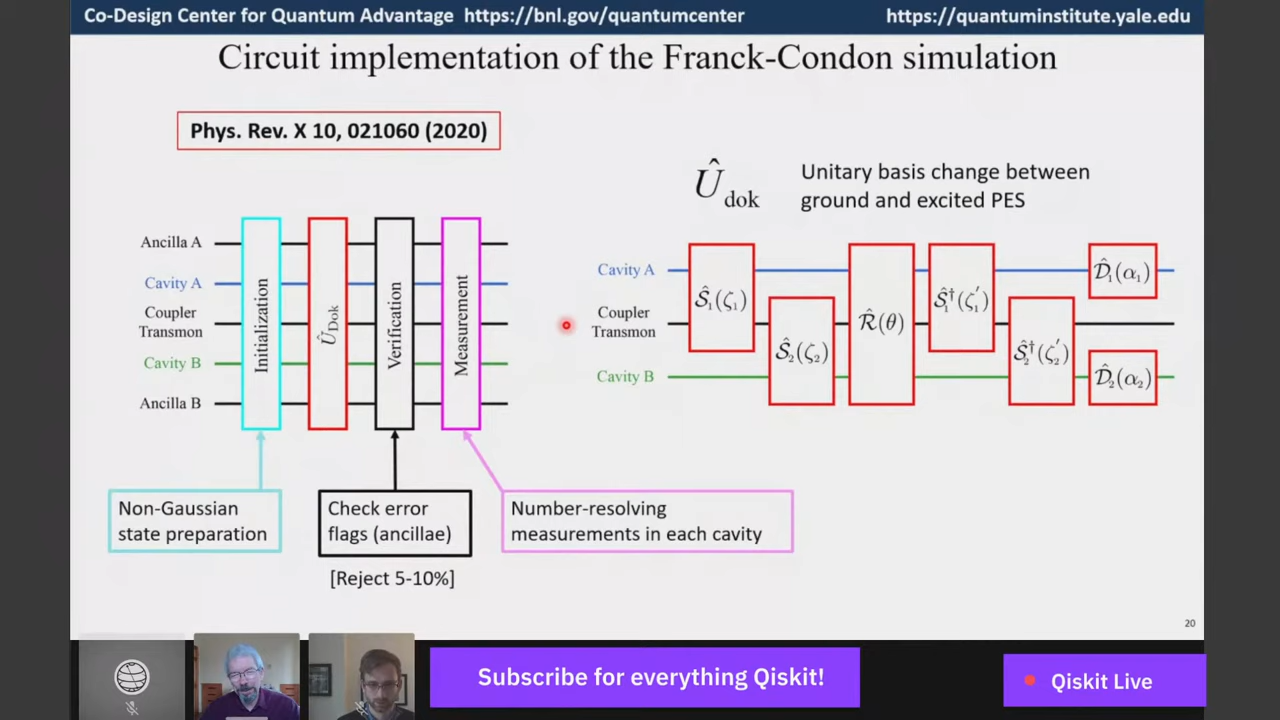 Co-Design Center for Quantum Advantage https://bnl.gov/quantumcenter https://quantuminstitute.yale.edu
Circuit implementation of the Franck-Condon simulation
Phys. Rev. X 10, 021060 (2020)
Û_dok
Unitary basis change between
ground and excited PES
Ancilla A
Cavity A
Coupler
Transmon
Cavity B
Ancilla B
Initialization
Û_Dok
Verification
Measurement
Cavity A
Coupler
Transmon
Cavity B
Ŝ₁(ζ₁)
Ŝ₂(ζ₂)
R̂(θ)
Ŝ₁†(ζ₁′)
Ŝ₂†(ζ₂′)
D̂₁(α₁)
D̂₂(α₂)
Non-Gaussian
state preparation
Check error
flags (ancillae)
[Reject 5-10%]
Number-resolving
measurements in each cavity
20
Subscribe for everything Qiskit!
Qiskit Live